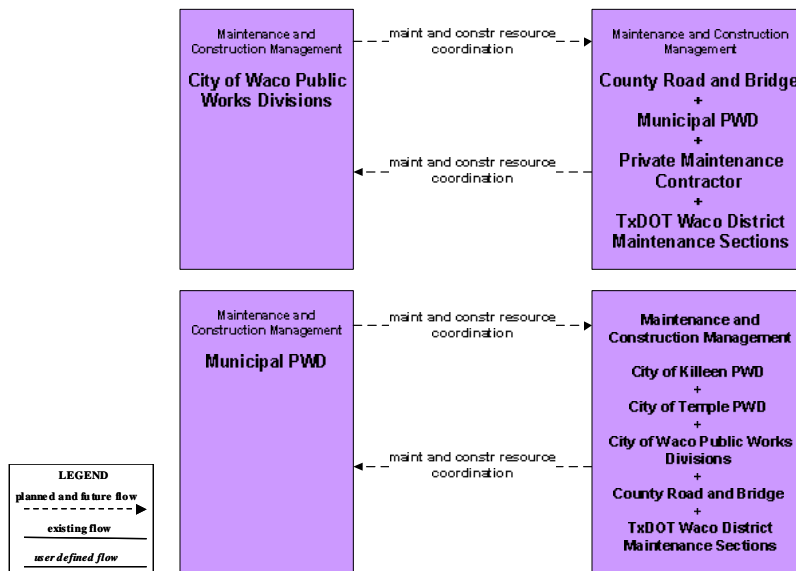 Maintenance and
Construction Management
City of Waco Public
Works Divisions
maint and constr resource
coordination
maint and constr resource
coordination
Maintenance and Construction
Management
County Road and Bridge
+
Municipal PWD
+
Private Maintenance
Contractor
+
TxDOT Waco District
Maintenance Sections
Maintenance and
Construction Management
Municipal PWD
maint and constr resource
coordination
maint and constr resource
coordination
Maintenance and
Construction Management
City of Killeen PWD
+
City of Temple PWD
+
City of Waco Public Works
Divisions
+
County Road and Bridge
+
TxDOT Waco District
Maintenance Sections
LEGEND
planned and future flow
existing flow
user defined flow